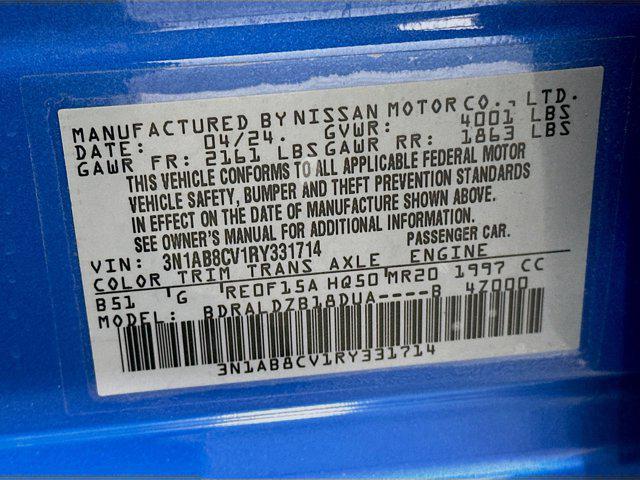 MANUFACTURED BY NISSAN MOTOR CO., LTD.
DATE: 04/24. GVWR: 4001 LBS
GAWR FR: 2161 LBS GAWR RR: 1863 LBS
THIS VEHICLE CONFORMS TO ALL APPLICABLE FEDERAL MOTOR
VEHICLE SAFETY, BUMPER AND THEFT PREVENTION STANDARDS
IN EFFECT ON THE DATE OF MANUFACTURE SHOWN ABOVE.
SEE OWNER'S MANUAL FOR ADDITIONAL INFORMATION.
VIN: 3N1AB8CV1RY331714 PASSENGER CAR.
COLOR TRIM TRANS AXLE ENGINE
B51 'G RE0F15A HQ50 MR20 1997 CC
MODEL: BDRALDZB18DUA----B 4Z000
3N1AB8CV1RY331714